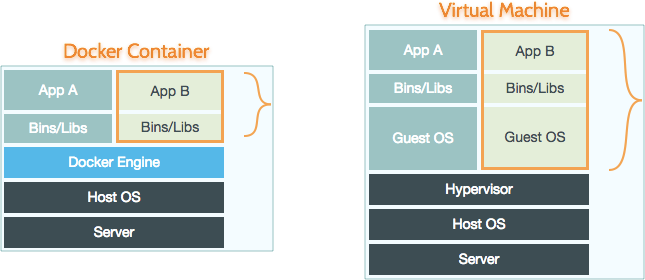 Docker Container
App A
App B
Bins/Libs
Bins/Libs
Docker Engine
Host OS
Server
Virtual Machine
App A
App B
Bins/Libs
Bins/Libs
Guest OS
Guest OS
Hypervisor
Host OS
Server